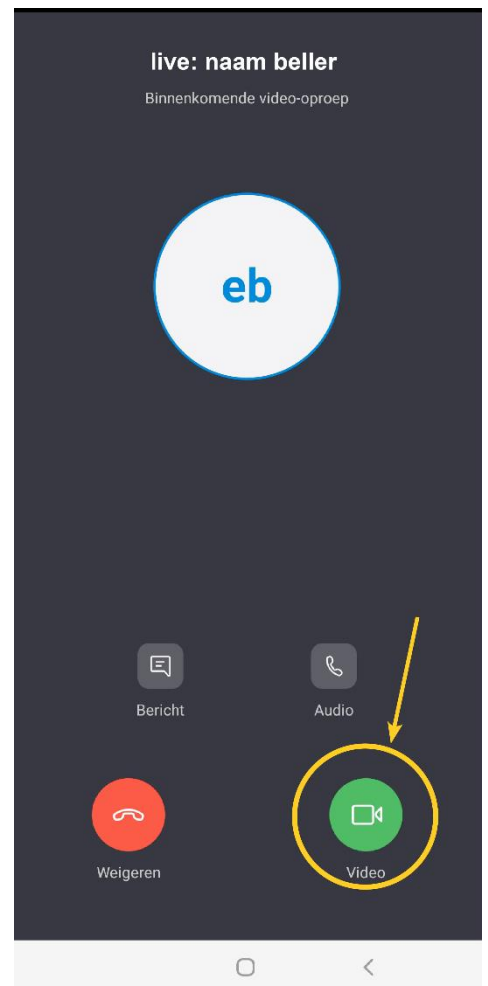 live: naam beller
Binnenkomende video-oproep
eb
Bericht
Audio
Weigeren
Video